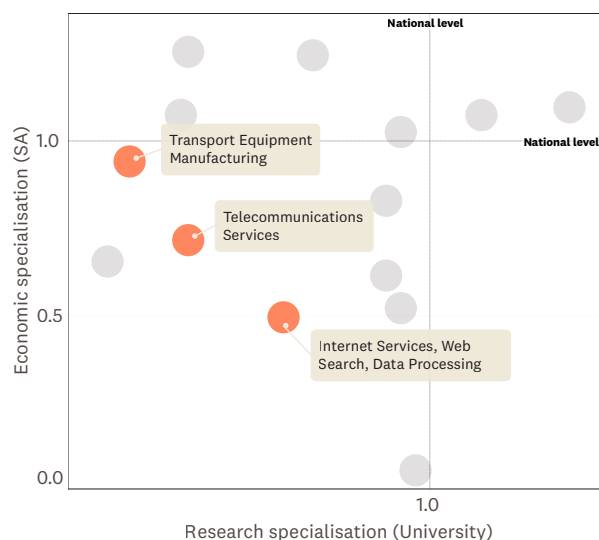 National level
1.0
National level
Transport Equipment
Manufacturing
Telecommunications
Services
0.5
Internet Services, Web
Search, Data Processing
0.0
1.0
Economic specialisation (SA)
Research specialisation (University)